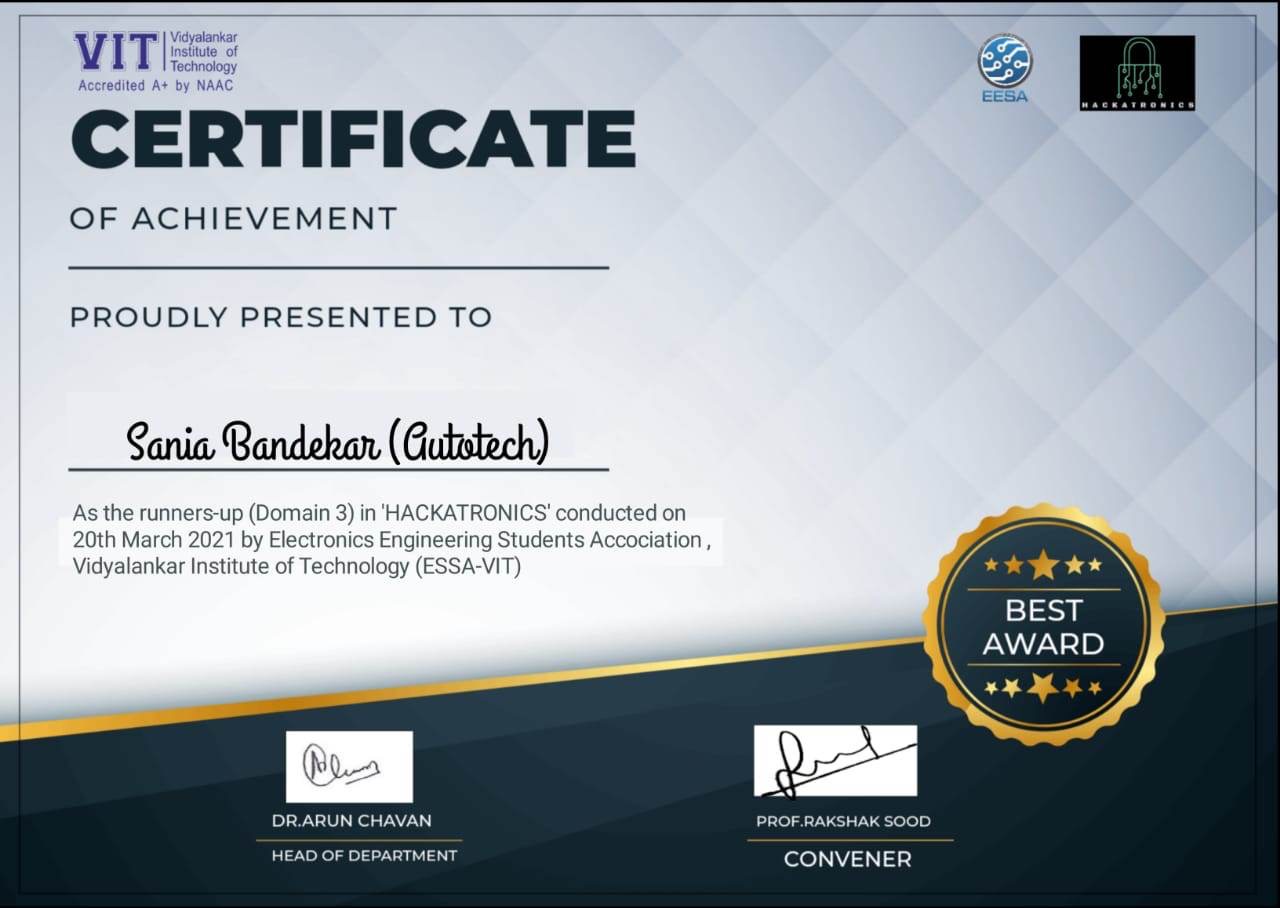 VIT
Vidyalankar
Institute of
Technology
Accredited A+ by NAAC
EESA
HACKATRONICS
CERTIFICATE
OF ACHIEVEMENT
PROUDLY PRESENTED TO
Sania Bandekar (Autotech)
As the runners-up (Domain 3) in 'HACKATRONICS' conducted on
20th March 2021 by Electronics Engineering Students Accociation ,
Vidyalankar Institute of Technology (ESSA-VIT)
BEST
AWARD
DR.ARUN CHAVAN
HEAD OF DEPARTMENT
PROF.RAKSHAK SOOD
CONVENER